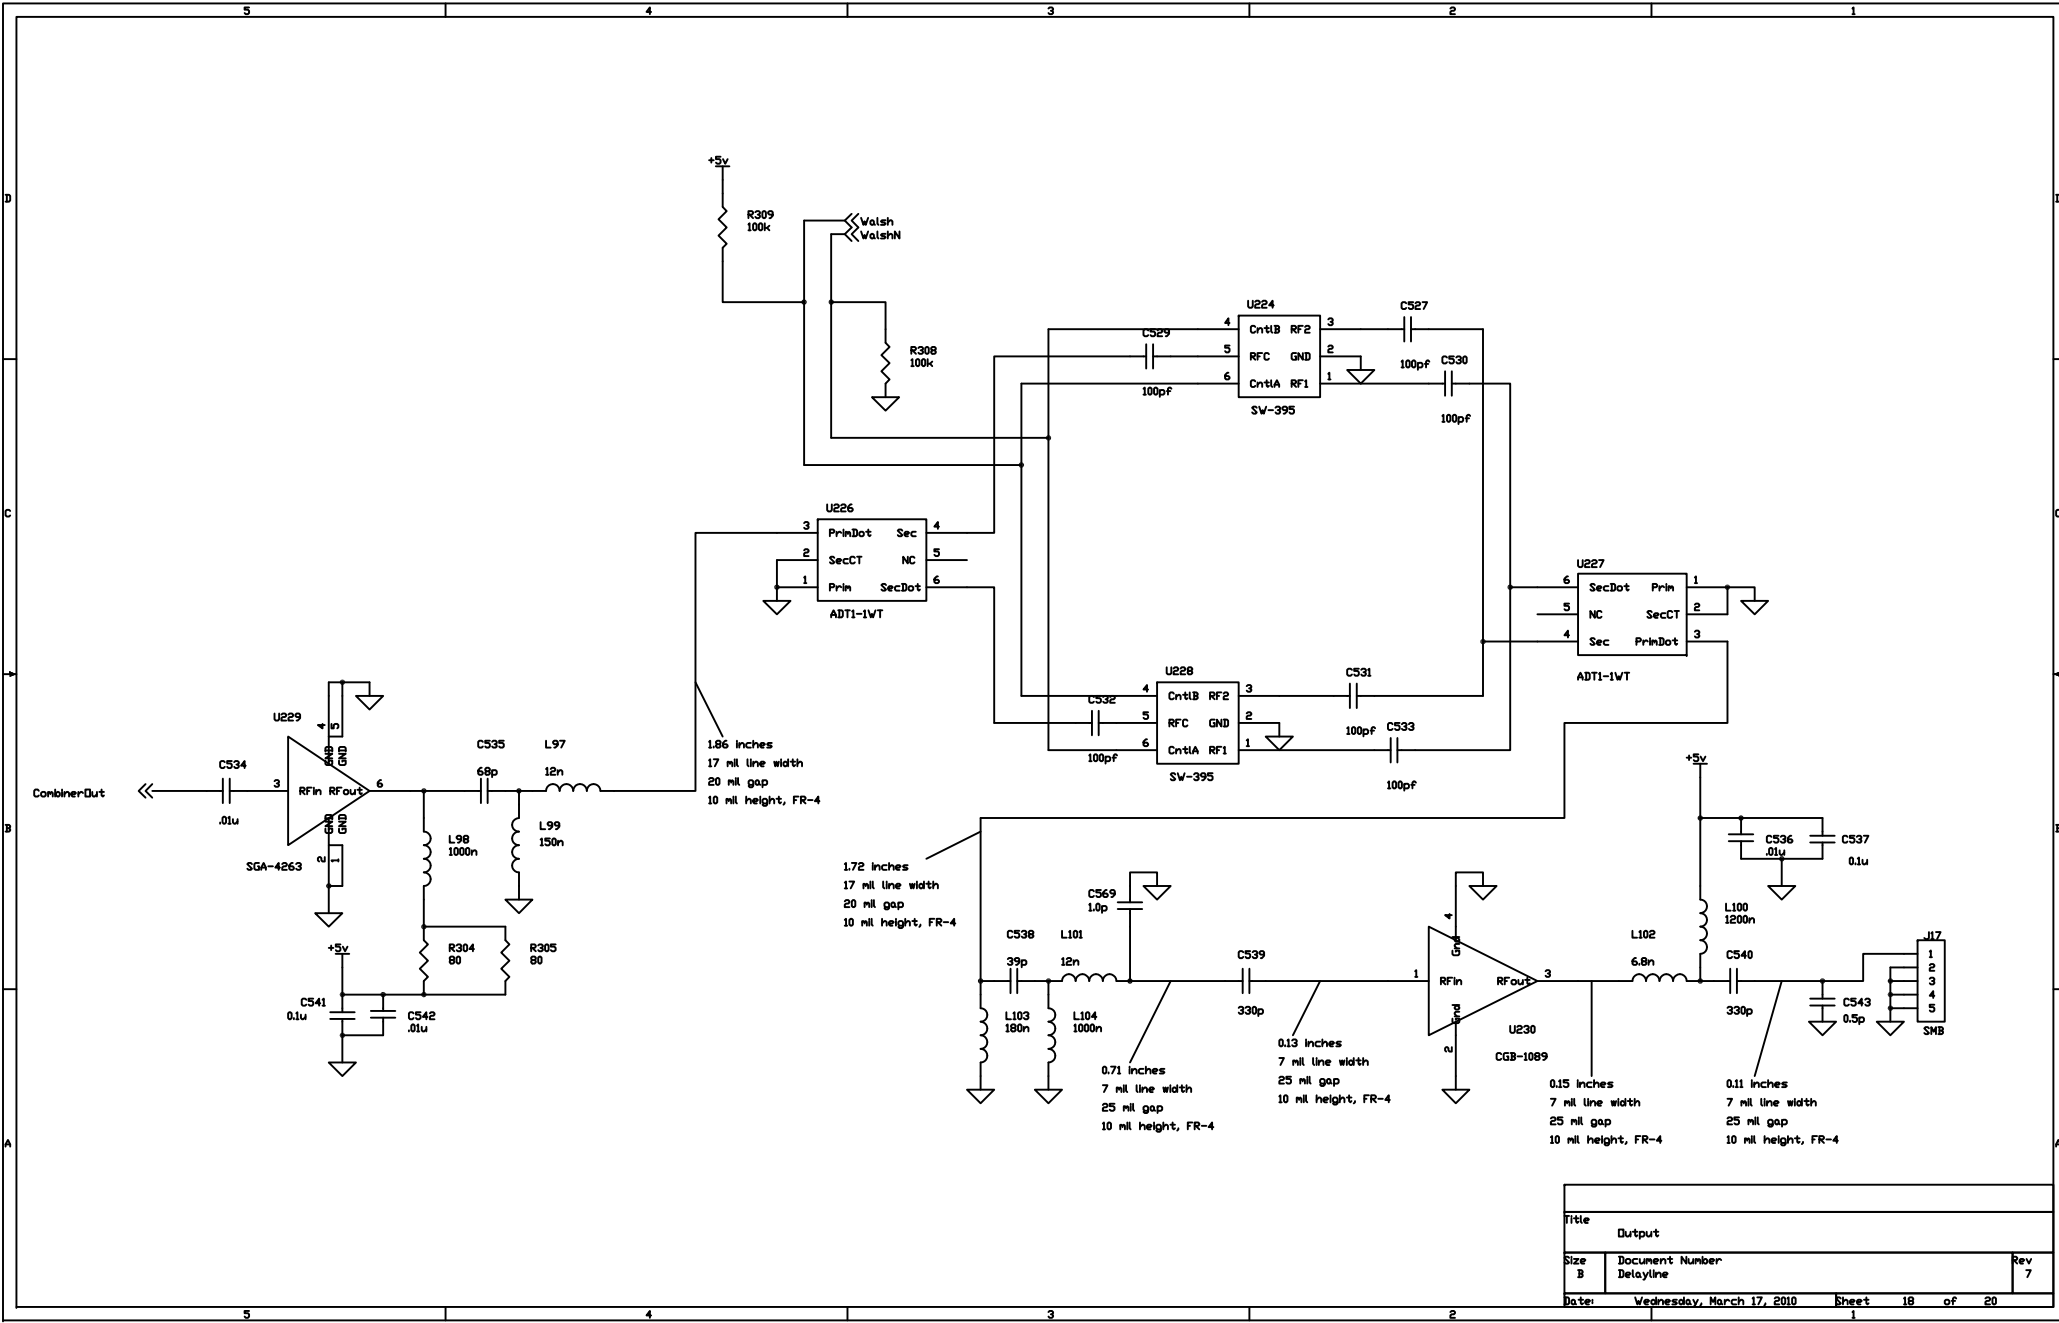 5 4 3 2 1
D D
+5v
R309
100k
Walsh
WalshN
R308
100k
U224
4 CntlB RF2 3
5 RFC GND 2
6 CntlA RF1 1
SW-395
C527
100pf
C529
100pf
C530
100pf
C C
U226
3 PrimDot Sec 4
2 SecCT NC 5
1 Prim SecDot 6
ADT1-1WT
U227
6 SecDot Prim 1
5 NC SecCT 2
4 Sec PrimDot 3
ADT1-1WT
U228
4 CntlB RF2 3
5 RFC GND 2
6 CntlA RF1 1
SW-395
C531
100pf
C532
100pf
C533
100pf
1.86 inches
17 mil line width
20 mil gap
10 mil height, FR-4
B B
CombinerOut
C534
.01u
U229
4 5
GND GND
3 RFin RFout 6
GND GND
2 1
SGA-4263
C535
68p
L97
12n
L98
1000n
L99
150n
R304
80
R305
80
+5v
C541
0.1u
C542
.01u
1.72 inches
17 mil line width
20 mil gap
10 mil height, FR-4
C538
39p
L101
12n
C569
1.0p
C539
330p
L103
180n
L104
1000n
0.71 inches
7 mil line width
25 mil gap
10 mil height, FR-4
0.13 inches
7 mil line width
25 mil gap
10 mil height, FR-4
4
Gnd
1 RFin RFout 3
Gnd
2
U230
CGB-1089
+5v
C536
.01u
C537
0.1u
L100
1200n
L102
6.8n
C540
330p
C543
0.5p
J17
1
2
3
4
5
SMB
0.15 inches
7 mil line width
25 mil gap
10 mil height, FR-4
0.11 inches
7 mil line width
25 mil gap
10 mil height, FR-4
A A
Title
Output
Size Document Number Rev
B Delayline 7
Date: Wednesday, March 17, 2010 Sheet 18 of 20
5 4 3 2 1